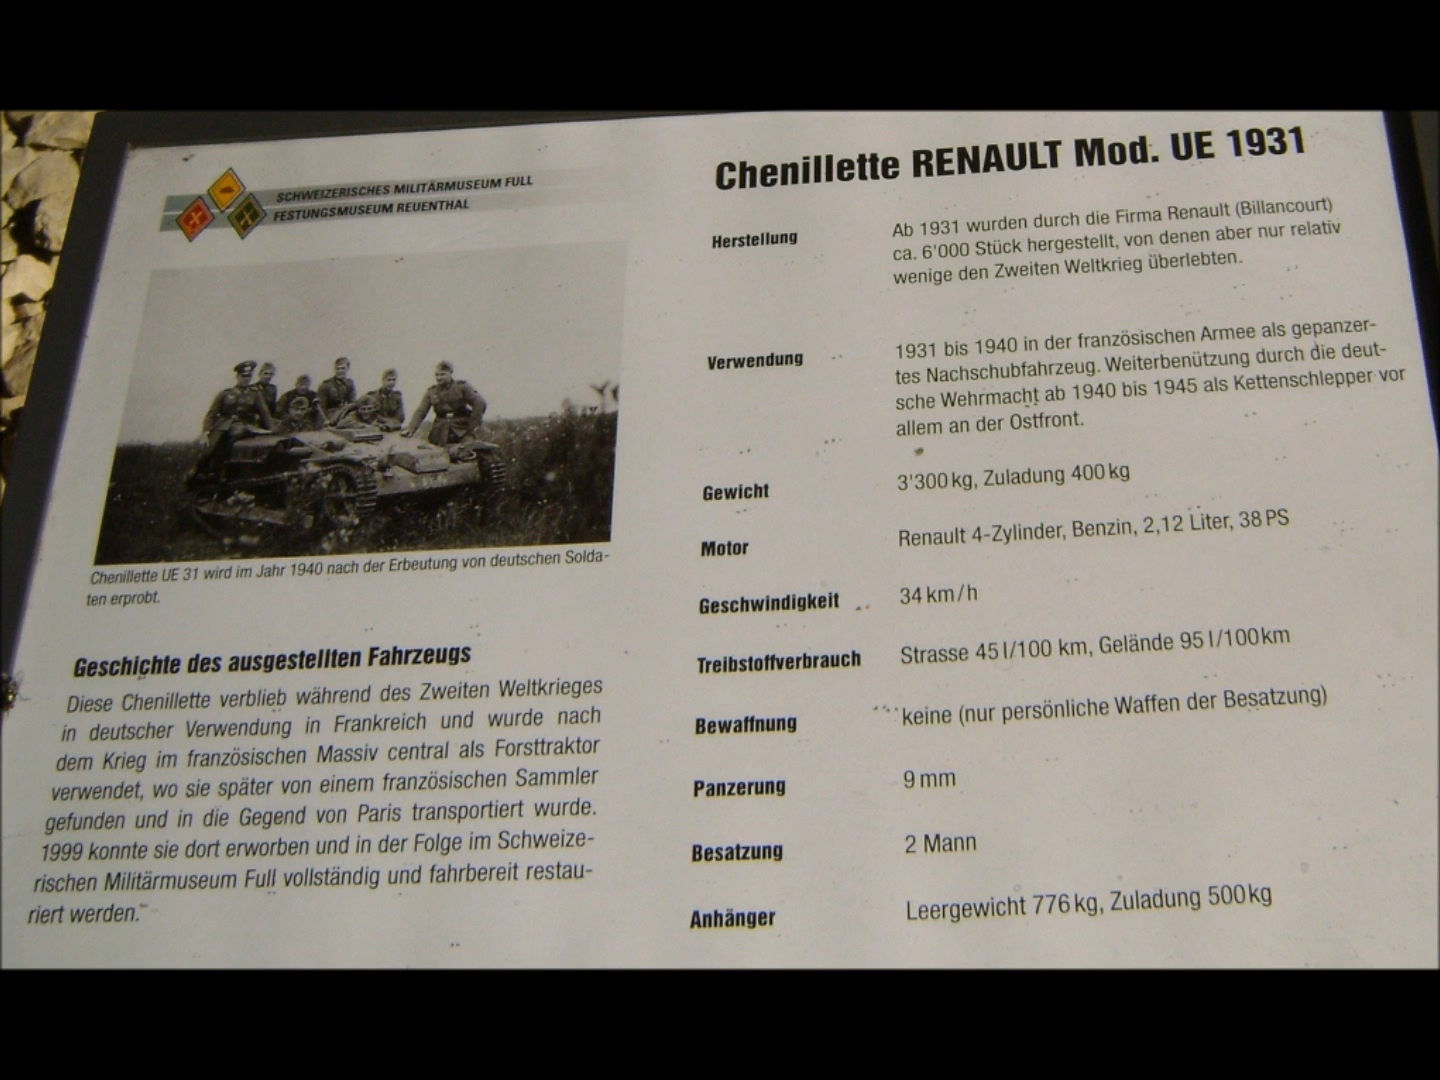 SCHWEIZERISCHES MILITÄRMUSEUM FULL
FESTUNGSMUSEUM REUENTHAL
Chenillette UE 31 wird im Jahr 1940 nach der Erbeutung von deutschen Solda-
ten erprobt.
Geschichte des ausgestellten Fahrzeugs
Diese Chenillette verblieb während des Zweiten Weltkrieges
in deutscher Verwendung in Frankreich und wurde nach
dem Krieg im französischen Massiv central als Forsttraktor
verwendet, wo sie später von einem französischen Sammler
gefunden und in die Gegend von Paris transportiert wurde.
1999 konnte sie dort erworben und in der Folge im Schweize-
rischen Militärmuseum Full vollständig und fahrbereit restau-
riert werden.
Chenillette RENAULT Mod. UE 1931
Herstellung
Ab 1931 wurden durch die Firma Renault (Billancourt)
ca. 6'000 Stück hergestellt, von denen aber nur relativ
wenige den Zweiten Weltkrieg überlebten.
Verwendung
1931 bis 1940 in der französischen Armee als gepanzer-
tes Nachschubfahrzeug. Weiterbenützung durch die deut-
sche Wehrmacht ab 1940 bis 1945 als Kettenschlepper vor
allem an der Ostfront.
Gewicht 3'300 kg, Zuladung 400 kg
Motor Renault 4-Zylinder, Benzin, 2,12 Liter, 38 PS
Geschwindigkeit 34 km/h
Treibstoffverbrauch Strasse 45 l/100 km, Gelände 95 l/100 km
Bewaffnung keine (nur persönliche Waffen der Besatzung)
Panzerung 9 mm
Besatzung 2 Mann
Anhänger Leergewicht 776 kg, Zuladung 500 kg